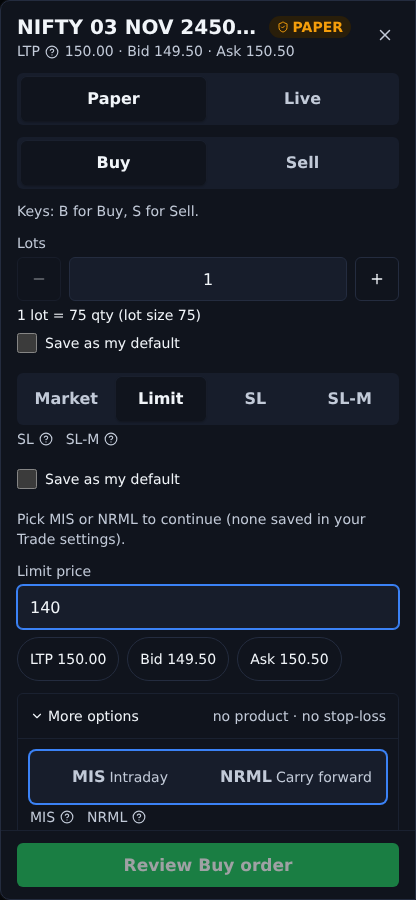 NIFTY 03 NOV 2450... PAPER
LTP 150.00 · Bid 149.50 · Ask 150.50
Paper Live
Buy Sell
Keys: B for Buy, S for Sell.
Lots
− 1 +
1 lot = 75 qty (lot size 75)
Save as my default
Market Limit SL SL-M
SL SL-M
Save as my default
Pick MIS or NRML to continue (none saved in your
Trade settings).
Limit price
140
LTP 150.00 Bid 149.50 Ask 150.50
More options no product · no stop-loss
MIS Intraday NRML Carry forward
MIS NRML
Review Buy order